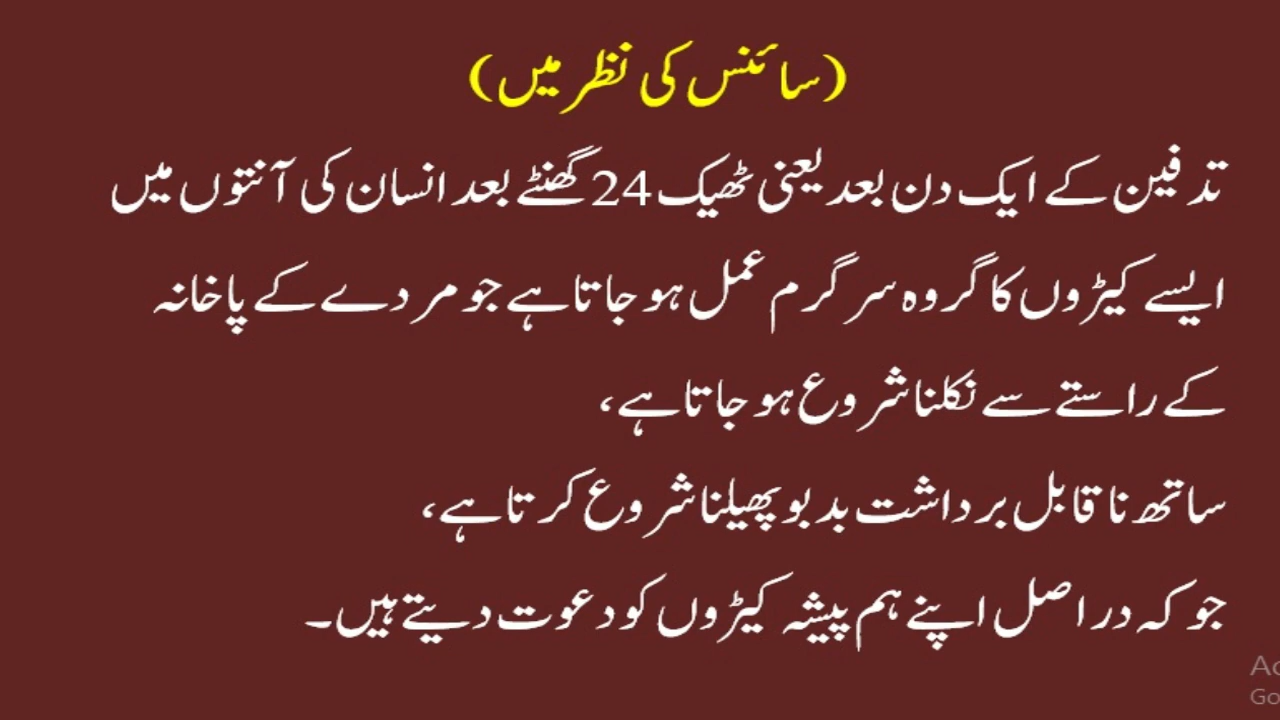 (سائنس کی نظر میں)
تدفین کے ایک دن بعد یعنی ٹھیک 24 گھنٹے بعد انسان کی آنتوں میں
ایسے کیڑوں کا گروہ سرگرم عمل ہو جاتا ہے جو مردے کے پاخانہ
کے راستے سے نکلنا شروع ہو جاتا ہے،
ساتھ ناقابل برداشت بدبو پھیلنا شروع کرتا ہے،
جو کہ دراصل اپنے ہم پیشہ کیڑوں کو دعوت دیتے ہیں۔